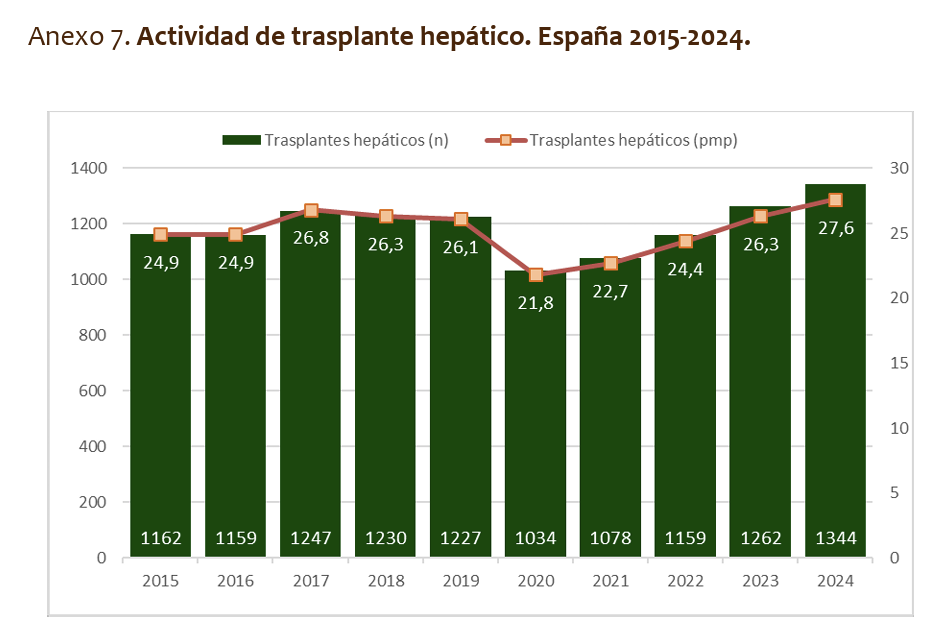 Anexo 7. Actividad de trasplante hepático. España 2015-2024.
Trasplantes hepáticos (n) Trasplantes hepáticos (pmp)
1400 30
1200 25
1000 20
800 15
600 10
400 5
200 0
0
24,9 24,9 26,8 26,3 26,1 21,8 22,7 24,4 26,3 27,6
1162 1159 1247 1230 1227 1034 1078 1159 1262 1344
2015 2016 2017 2018 2019 2020 2021 2022 2023 2024